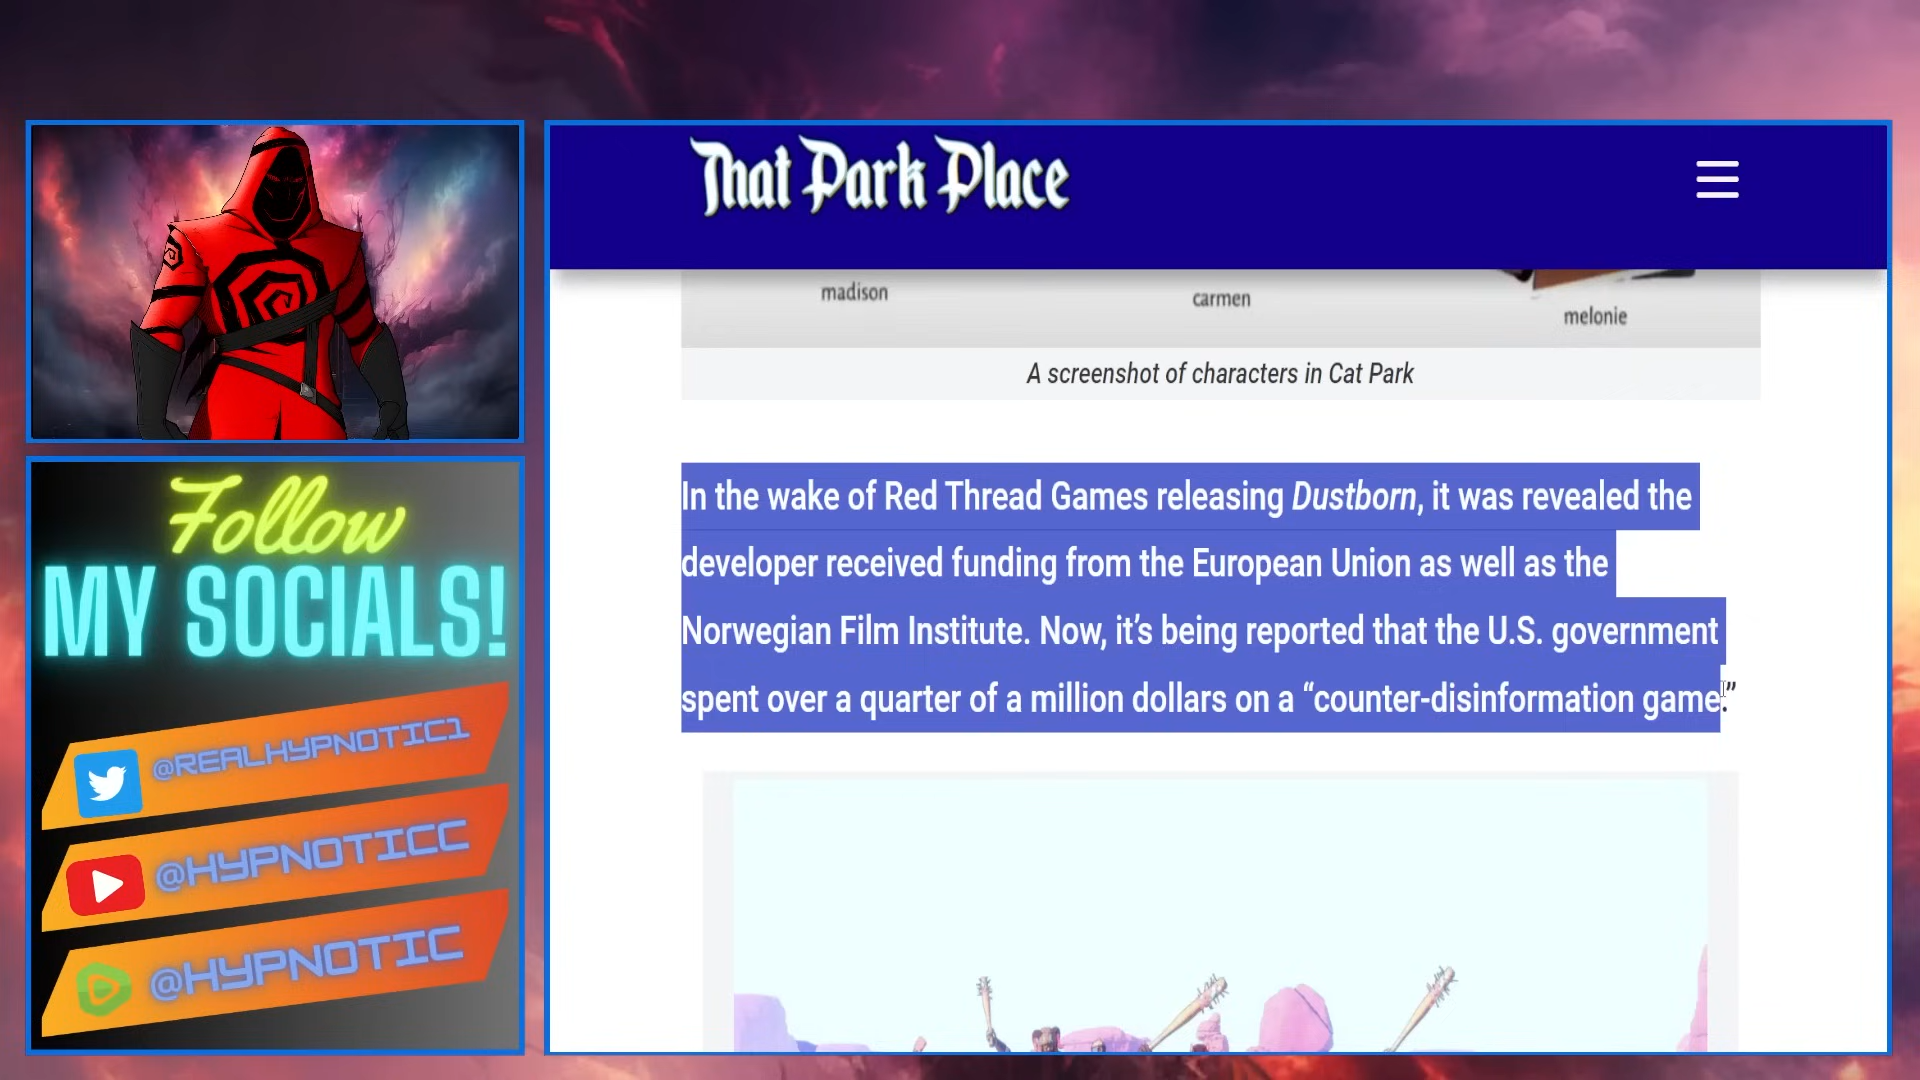 Follow
MY SOCIALS!
@REALHYPNOTIC1
@HYPNOTICC
@HYPNOTIC
That Park Place
madison
carmen
melonie
A screenshot of characters in Cat Park
In the wake of Red Thread Games releasing Dustborn, it was revealed the
developer received funding from the European Union as well as the
Norwegian Film Institute. Now, it’s being reported that the U.S. government
spent over a quarter of a million dollars on a “counter-disinformation game.”